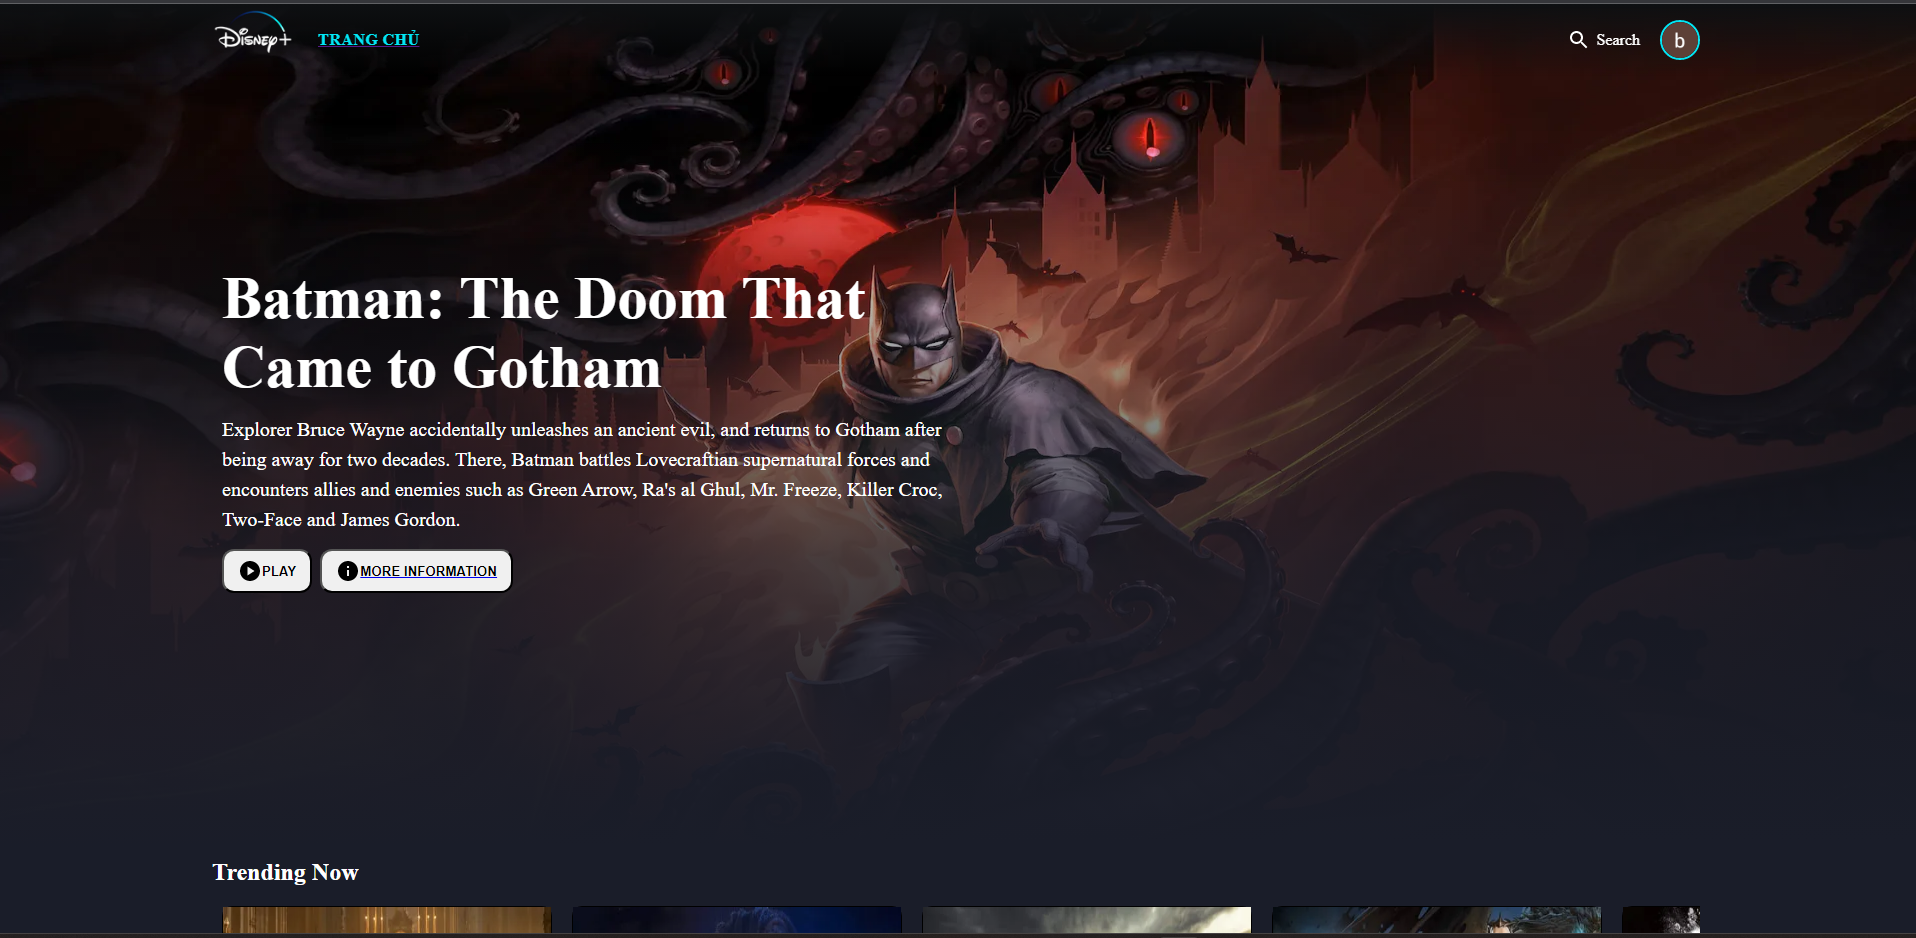 Disney+
TRANG CHỦ
Search
b
Batman: The Doom That
Came to Gotham
Explorer Bruce Wayne accidentally unleashes an ancient evil, and returns to Gotham after
being away for two decades. There, Batman battles Lovecraftian supernatural forces and
encounters allies and enemies such as Green Arrow, Ra's al Ghul, Mr. Freeze, Killer Croc,
Two-Face and James Gordon.
PLAY
MORE INFORMATION
Trending Now